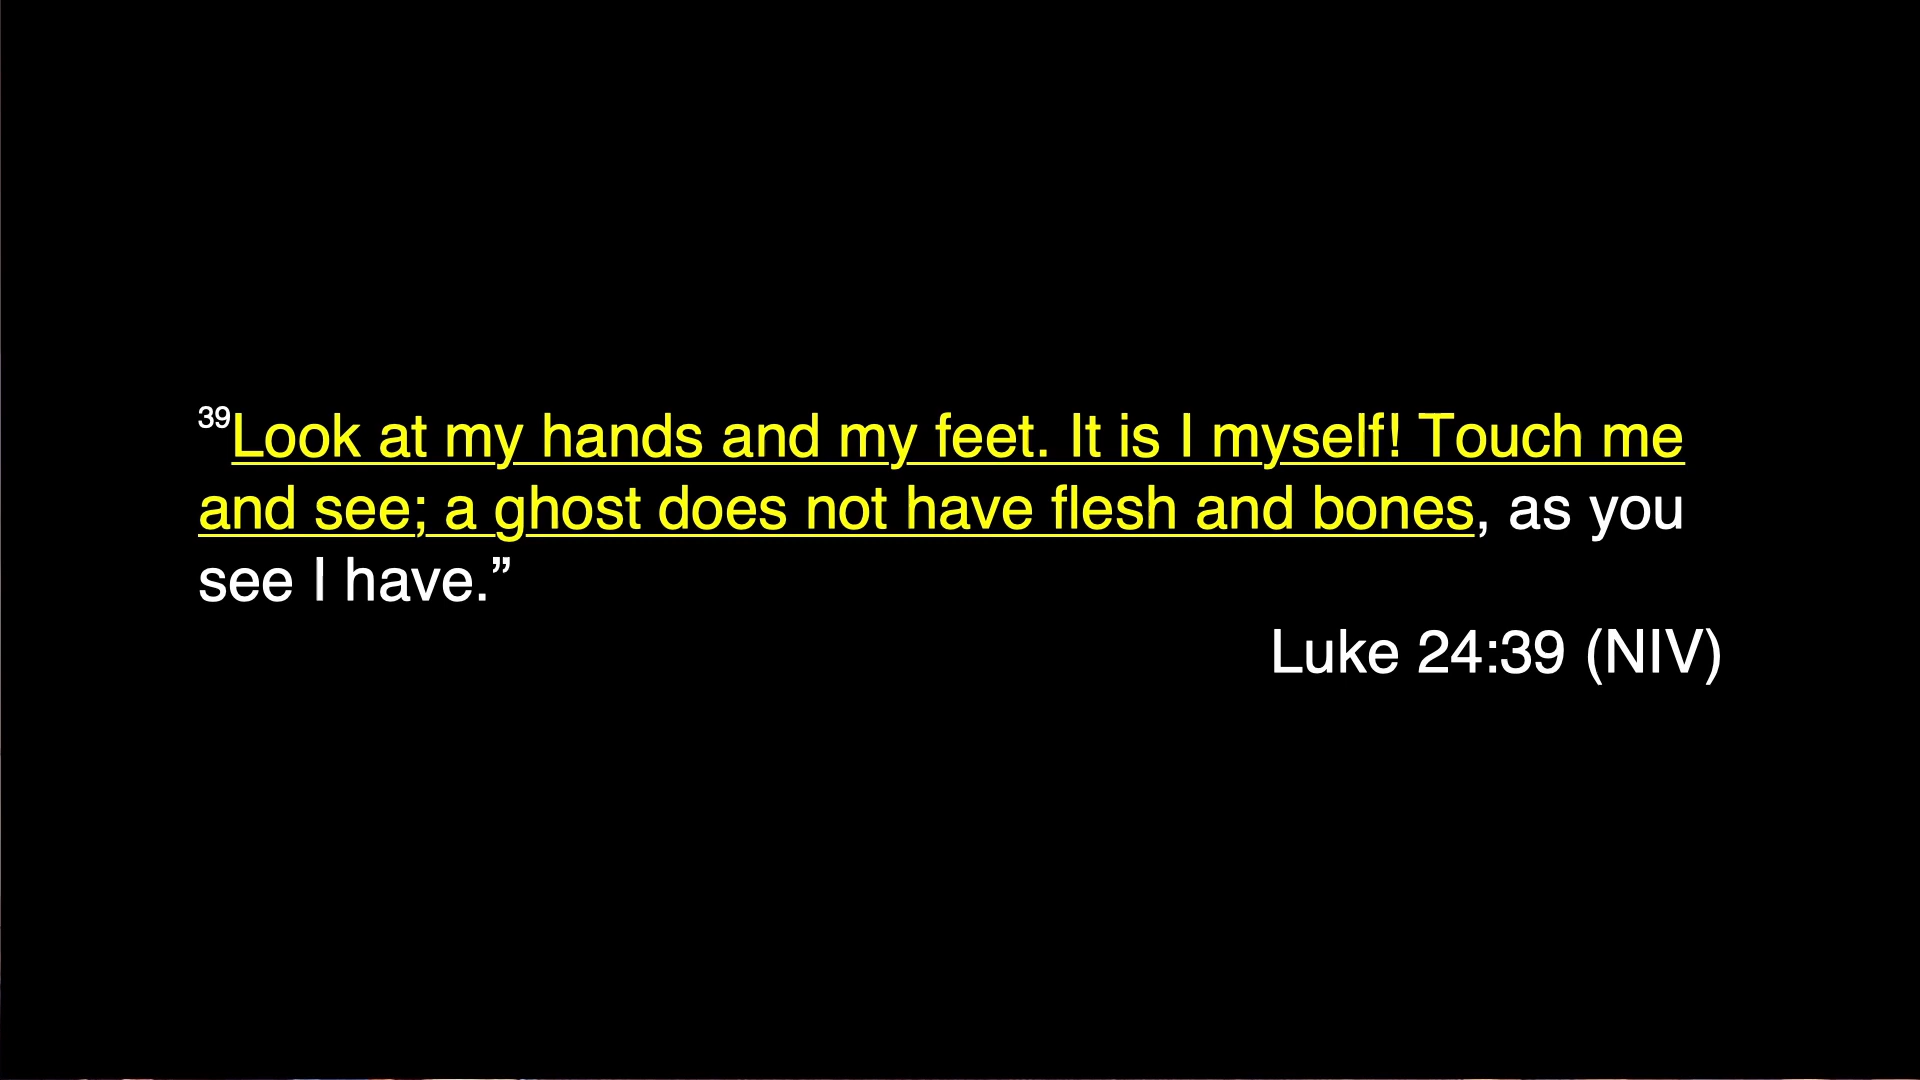 39Look at my hands and my feet. It is I myself! Touch me
and see; a ghost does not have flesh and bones, as you
see I have.”
Luke 24:39 (NIV)